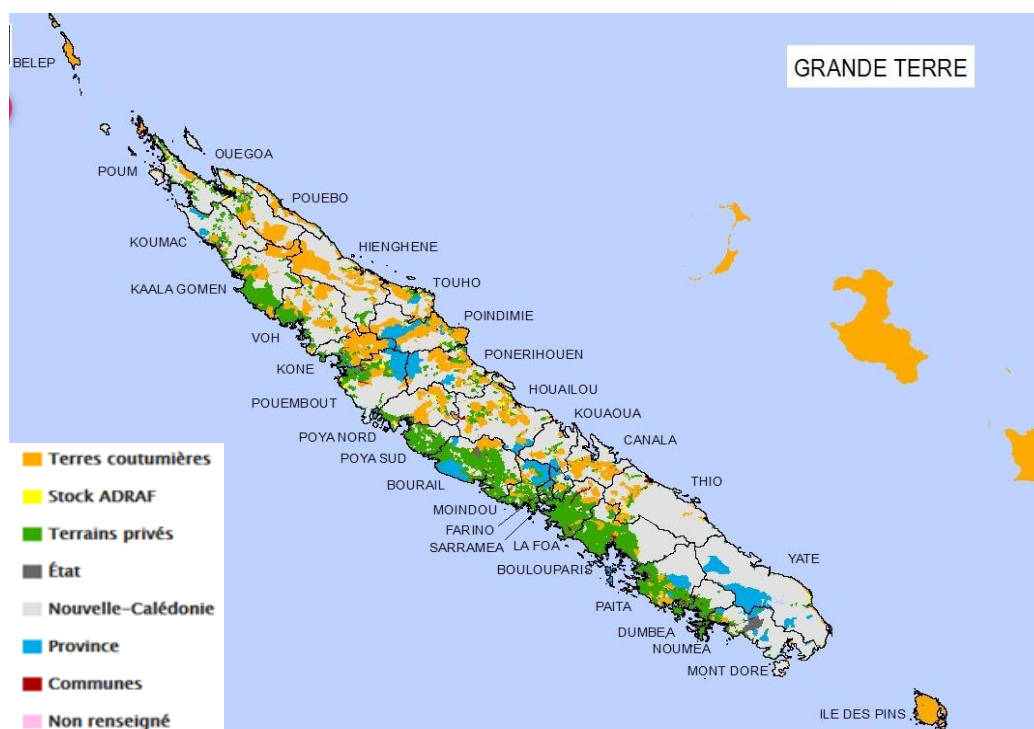 GRANDE TERRE
BELEP
OUEGOA
POUM
POUEBO
KOUMAC
HIENGHENE
KAALA GOMEN
TOUHO
POINDIMIE
VOH
PONERIHOUEN
KONE
HOUAILOU
POUEMBOUT
KOUAOUA
POYA NORD
CANALA
POYA SUD
THIO
BOURAIL
MOINDOU
FARINO
SARRAMEA
LA FOA
YATE
BOULOUPARIS
PAITA
DUMBEA
NOUMEA
MONT DORE
ILE DES PINS
Terres coutumières
Stock ADRAF
Terrains privés
État
Nouvelle-Calédonie
Province
Communes
Non renseigné